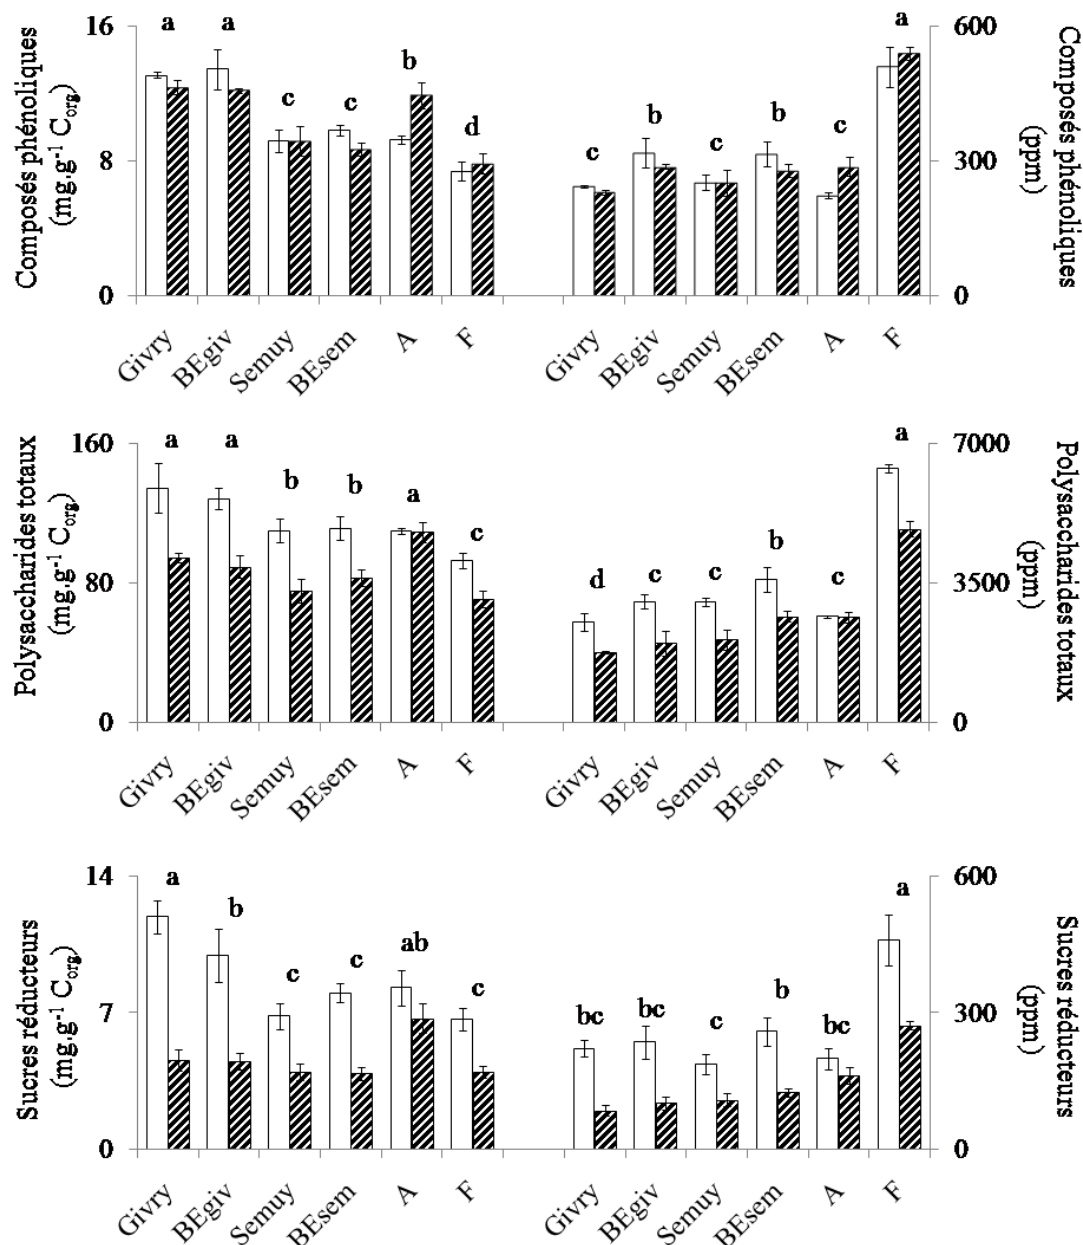 Composés phénoliques
(mg.g⁻¹ Corg)
16
8
0
a a c c b d
c b c b c a
600
300
0
Composés phénoliques
(ppm)
Givry BEgiv Semuy BEsem A F
Givry BEgiv Semuy BEsem A F
Polysaccharides totaux
(mg.g⁻¹ Corg)
160
80
0
a a b b a c
d c c b c a
7000
3500
0
Polysaccharides totaux
(ppm)
Givry BEgiv Semuy BEsem A F
Givry BEgiv Semuy BEsem A F
Sucres réducteurs
(mg.g⁻¹ Corg)
14
7
0
a b c c ab c
bc bc c b bc a
600
300
0
Sucres réducteurs
(ppm)
Givry BEgiv Semuy BEsem A F
Givry BEgiv Semuy BEsem A F